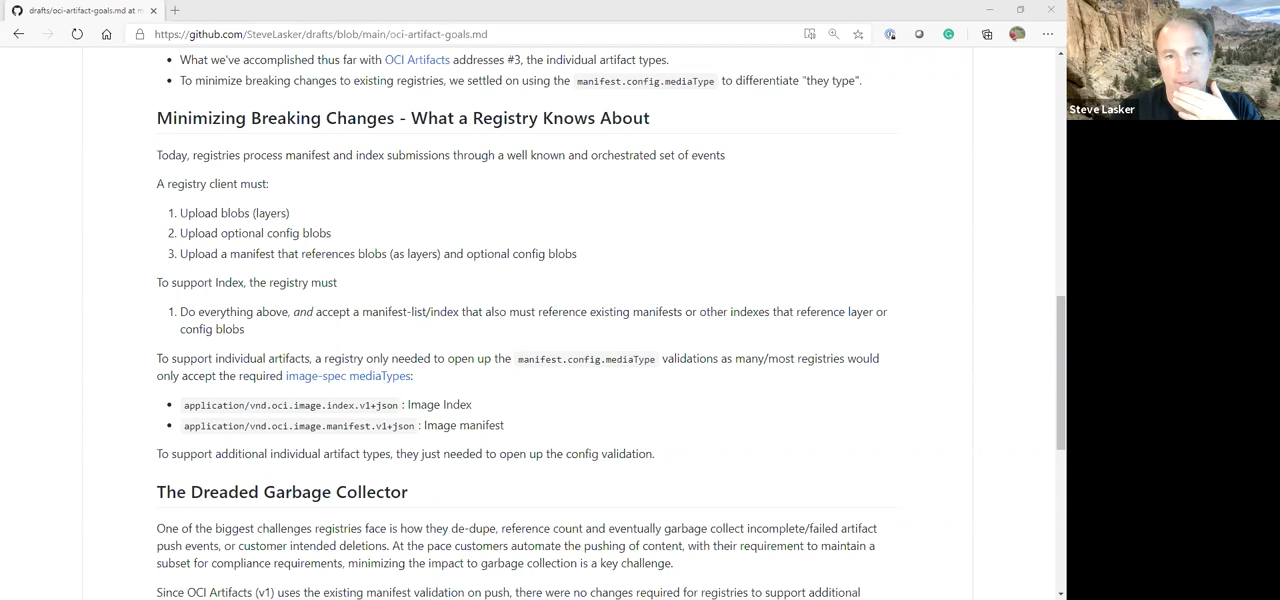 drafts/oci-artifact-goals.md at m
https://github.com/SteveLasker/drafts/blob/main/oci-artifact-goals.md
Steve Lasker
• What we've accomplished thus far with OCI Artifacts addresses #3, the individual artifact types.
• To minimize breaking changes to existing registries, we settled on using the manifest.config.mediaType to differentiate "they type".
Minimizing Breaking Changes - What a Registry Knows About
Today, registries process manifest and index submissions through a well known and orchestrated set of events
A registry client must:
1. Upload blobs (layers)
2. Upload optional config blobs
3. Upload a manifest that references blobs (as layers) and optional config blobs
To support Index, the registry must
1. Do everything above, and accept a manifest-list/index that also must reference existing manifests or other indexes that reference layer or
config blobs
To support individual artifacts, a registry only needed to open up the manifest.config.mediaType validations as many/most registries would
only accept the required image-spec mediaTypes:
• application/vnd.oci.image.index.v1+json : Image Index
• application/vnd.oci.image.manifest.v1+json : Image manifest
To support additional individual artifact types, they just needed to open up the config validation.
The Dreaded Garbage Collector
One of the biggest challenges registries face is how they de-dupe, reference count and eventually garbage collect incomplete/failed artifact
push events, or customer intended deletions. At the pace customers automate the pushing of content, with their requirement to maintain a
subset for compliance requirements, minimizing the impact to garbage collection is a key challenge.
Since OCI Artifacts (v1) uses the existing manifest validation on push, there were no changes required for registries to support additional